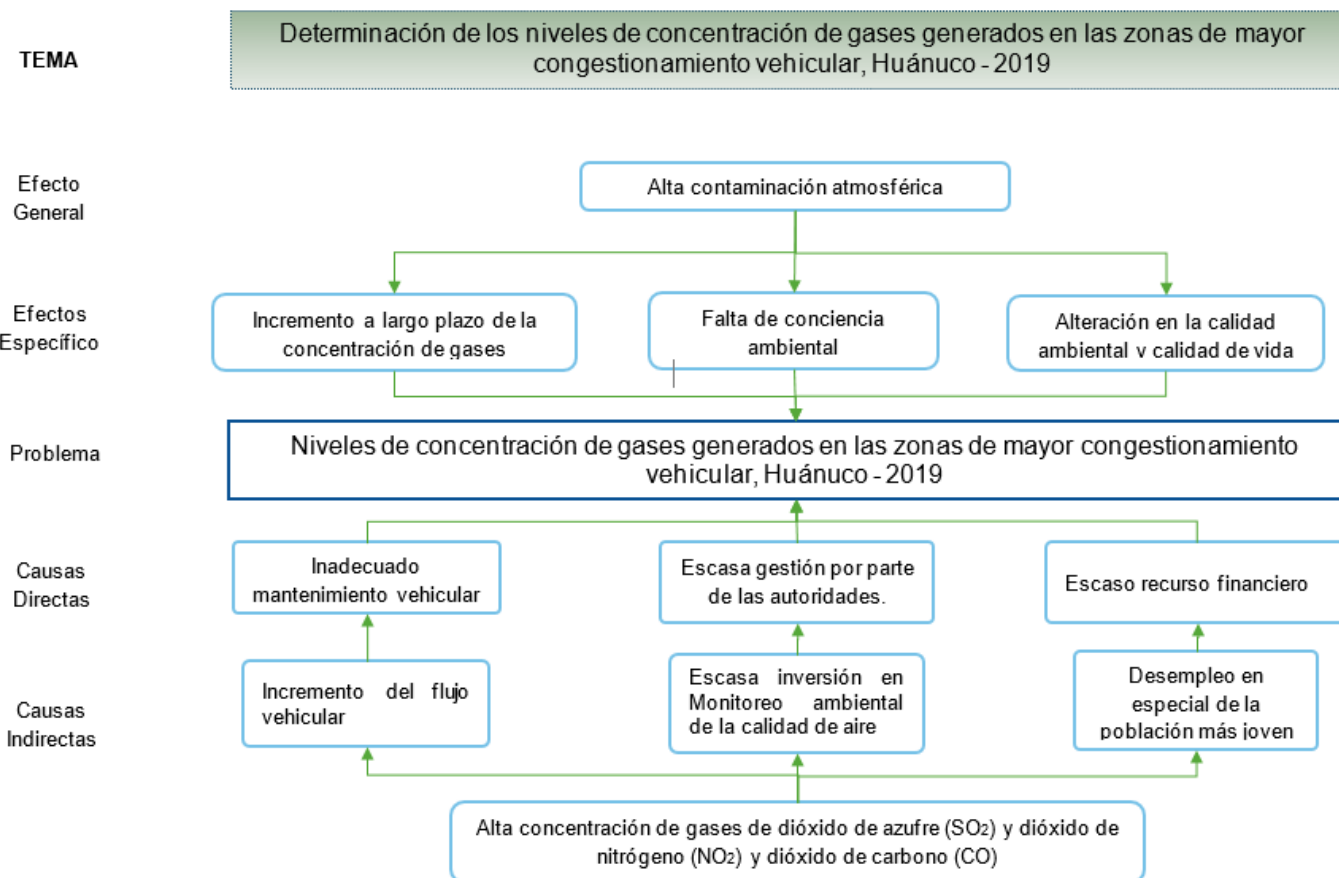 TEMA
Determinación de los niveles de concentración de gases generados en las zonas de mayor
congestionamiento vehicular, Huánuco - 2019
Efecto
General
Alta contaminación atmosférica
Efectos
Específico
Incremento a largo plazo de la
concentración de gases
Falta de conciencia
ambiental
Alteración en la calidad
ambiental y calidad de vida
Problema
Niveles de concentración de gases generados en las zonas de mayor congestionamiento
vehicular, Huánuco - 2019
Causas
Directas
Inadecuado
mantenimiento vehicular
Escasa gestión por parte
de las autoridades.
Escaso recurso financiero
Causas
Indirectas
Incremento del flujo
vehicular
Escasa inversión en
Monitoreo ambiental
de la calidad de aire
Desempleo en
especial de la
población más joven
Alta concentración de gases de dióxido de azufre (SO2) y dióxido de
nitrógeno (NO2) y dióxido de carbono (CO)